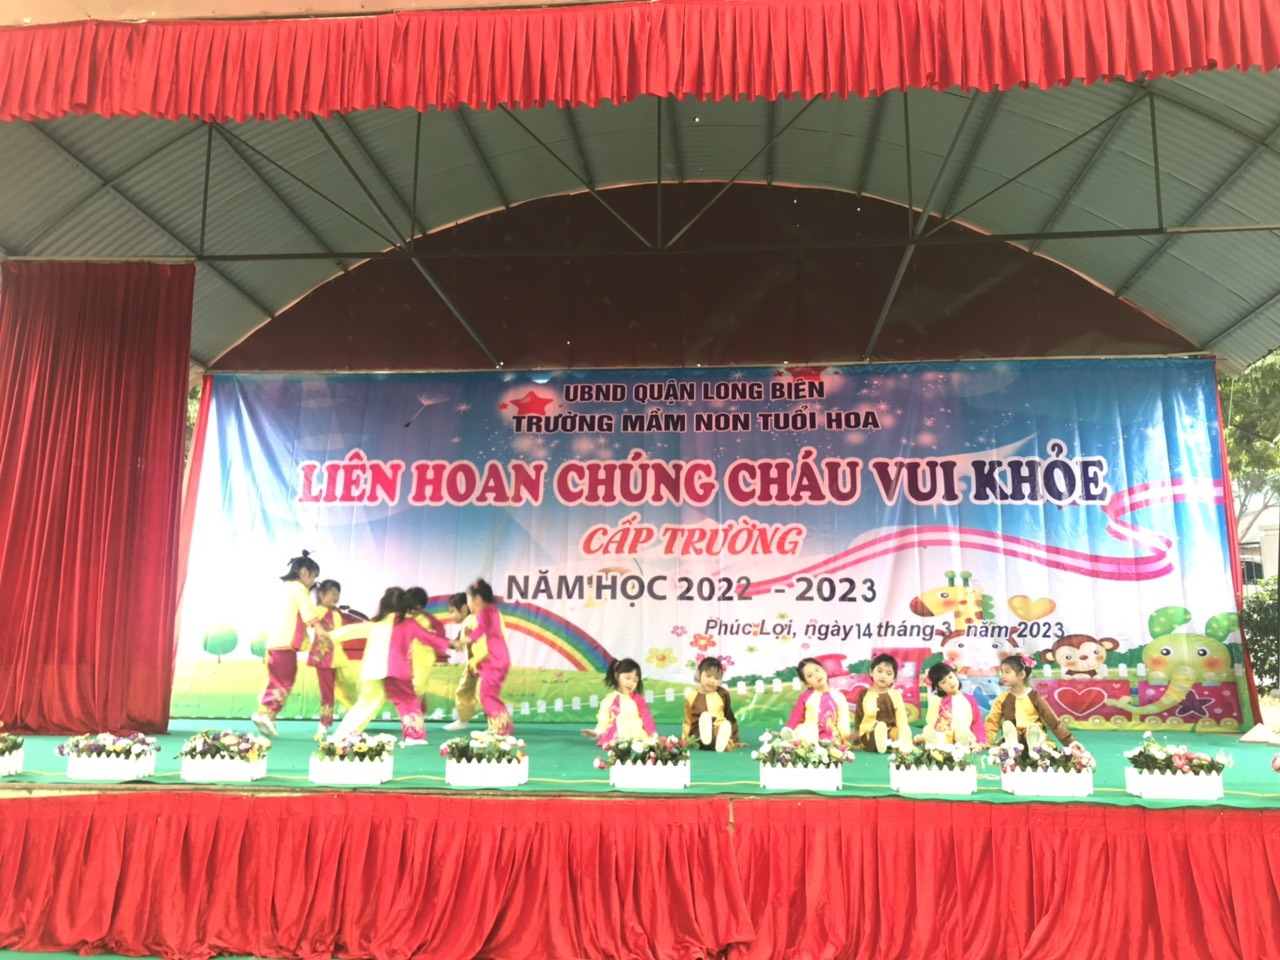 UBND QUẬN LONG BIÊN
TRƯỜNG MẦM NON TUỔI HOA
LIÊN HOAN CHÚNG CHÁU VUI KHỎE
CẤP TRƯỜNG
NĂM HỌC 2022 - 2023
Phúc Lợi, ngày 14 tháng 3 năm 2023